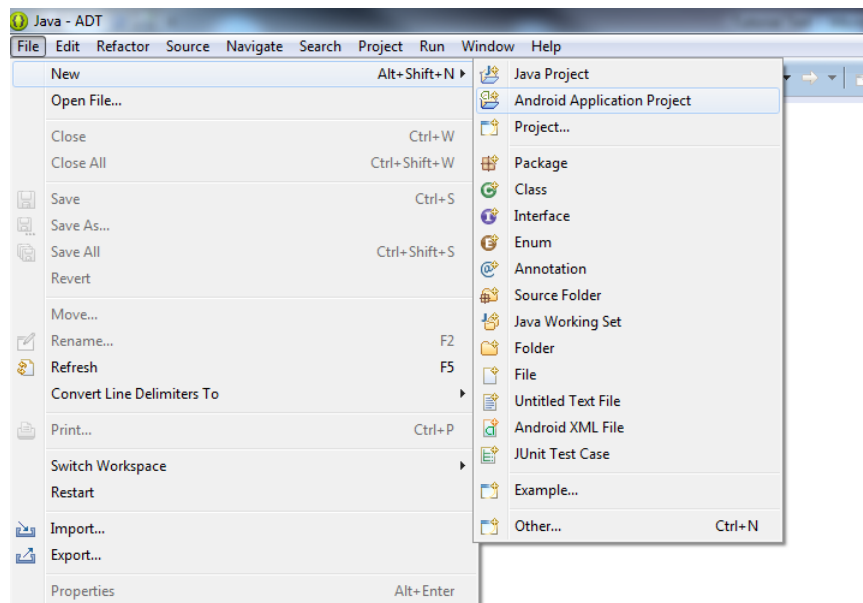 Java - ADT
File Edit Refactor Source Navigate Search Project Run Window Help
New Alt+Shift+N
Open File...
Close Ctrl+W
Close All Ctrl+Shift+W
Save Ctrl+S
Save As...
Save All Ctrl+Shift+S
Revert
Move...
Rename... F2
Refresh F5
Convert Line Delimiters To
Print... Ctrl+P
Switch Workspace
Restart
Import...
Export...
Properties Alt+Enter
Java Project
Android Application Project
Project...
Package
Class
Interface
Enum
Annotation
Source Folder
Java Working Set
Folder
File
Untitled Text File
Android XML File
JUnit Test Case
Example...
Other... Ctrl+N